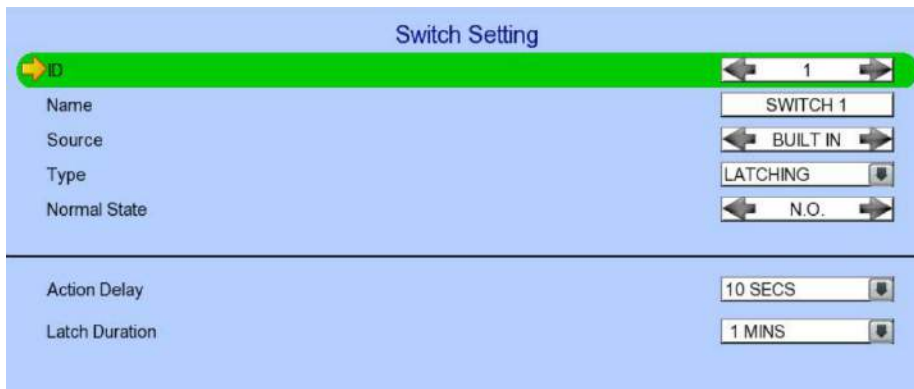 Switch Setting
ID 1
Name SWITCH 1
Source BUILT IN
Type LATCHING
Normal State N.O.
Action Delay 10 SECS
Latch Duration 1 MINS